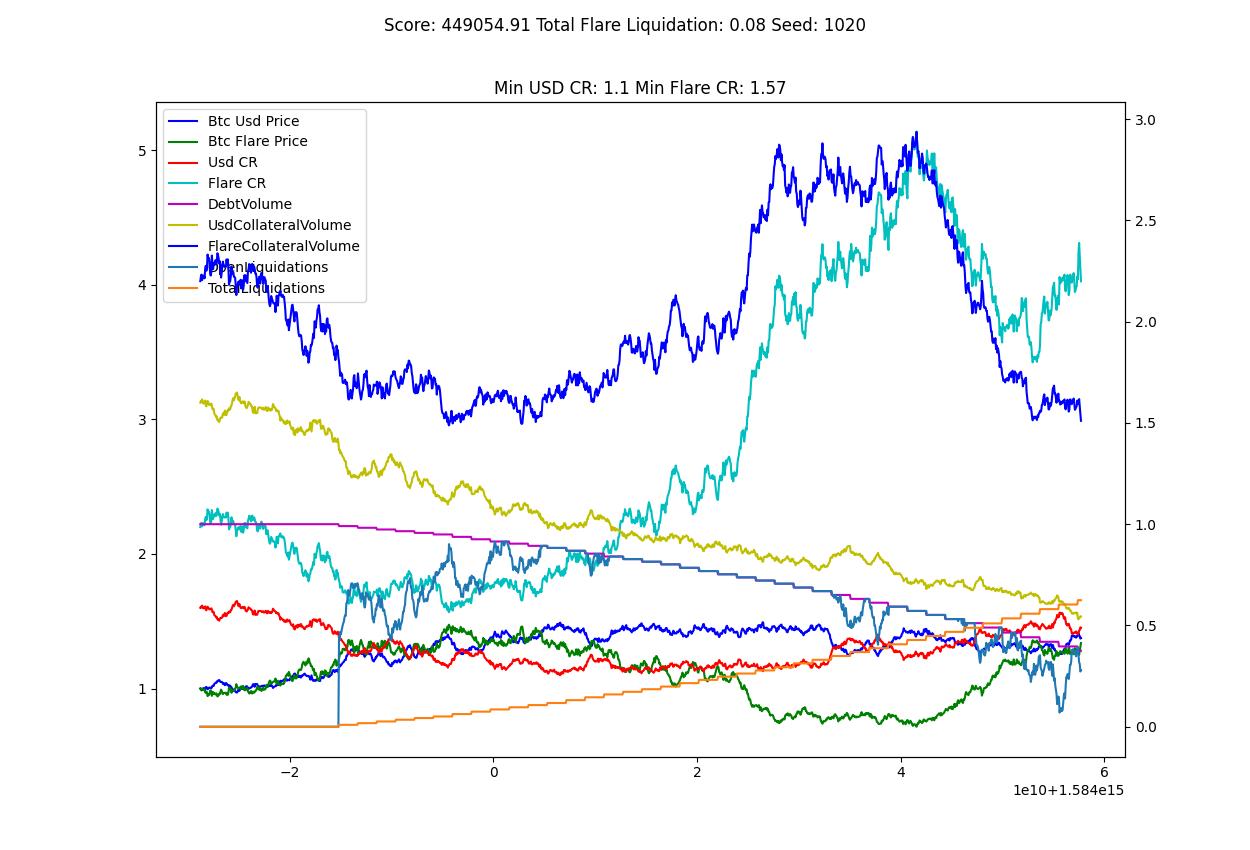 Score: 449054.91 Total Flare Liquidation: 0.08 Seed: 1020
Min USD CR: 1.1 Min Flare CR: 1.57
Btc Usd Price
Btc Flare Price
Usd CR
Flare CR
DebtVolume
UsdCollateralVolume
FlareCollateralVolume
OpenLiquidations
TotalLiquidations
5
4
3
2
1
3.0
2.5
2.0
1.5
1.0
0.5
0.0
−2 0 2 4 6
1e10+1.584e15